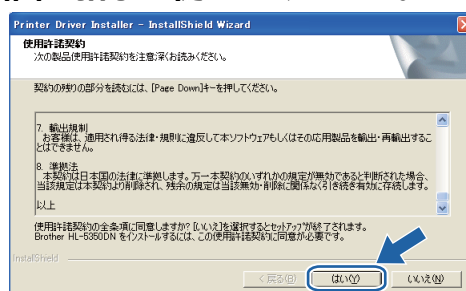 Printer Driver Installer - InstallShield Wizard
使用許諾契約
次の製品使用許諾契約を注意深くお読みください。
契約の残りの部分を読むには、[Page Down]キーを押してください。
7. 輸出規制
お客様は、適用され得る法律・規則に違反して本ソフトウェアもしくはその応用製品を輸出・再輸出するこ
とはできません。
8. 準拠法
本契約は日本国の法律に準拠します。万一本契約のいずれかの規定が無効であると判断された場合、
当該規定は本契約より削除され、残余の規定は当該無効・削除に関係なく引き続き有効に存続します。
以上
使用許諾契約の全条項に同意しますか? [いいえ]を選択するとセットアップが終了されます。
Brother HL-5350DN をインストールするには、この使用許諾契約に同意が必要です。
InstallShield
< 戻る(B)
はい(Y)
いいえ(N)